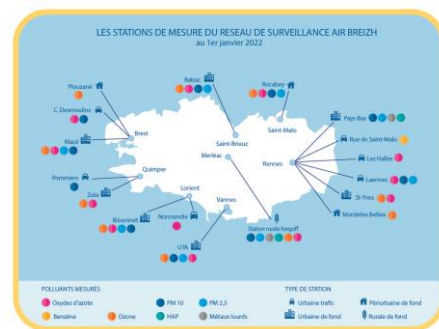 LES STATIONS DE MESURE DU RESEAU DE SURVEILLANCE AIR BREIZH
au 1er janvier 2022
Balzac
Rocabey
Plouzané
C. Desmoulins
Macé
Brest
Saint-Malo
Saint-Brieuc
Pays-Bas
Rue de Saint-Malo
Merléac
Rennes
Les Halles
Laennec
Pommiers
Quimper
Zola
Lorient
Vannes
St-Yves
Mordelles Bellais
Bissonnet
Normandie
UTA
Station rurale Kergoff
POLLUANTS MESURÉS
TYPE DE STATION
Oxydes d'azote
PM 10
PM 2,5
Urbaine trafic
Périurbaine de fond
Benzène
Ozone
HAP
Métaux lourds
Urbaine de fond
Rurale de fond